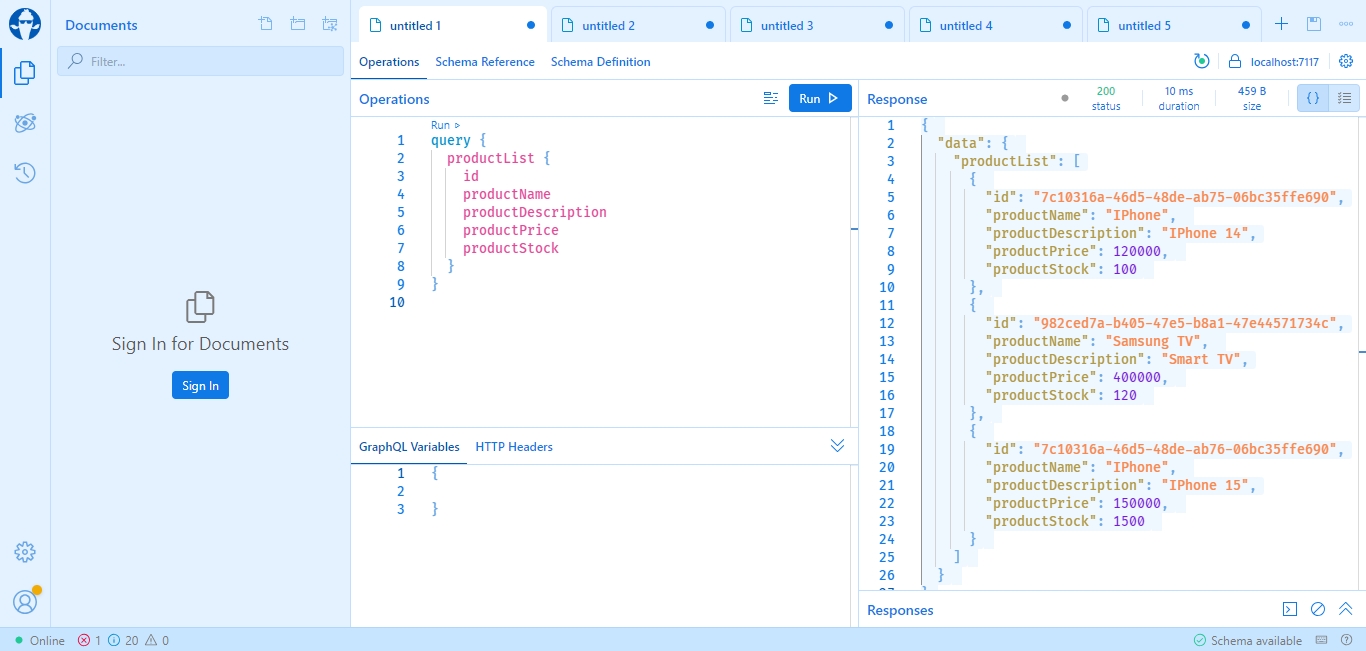 Documents
Filter...
Sign In for Documents
Sign In
untitled 1
untitled 2
untitled 3
untitled 4
untitled 5
Operations Schema Reference Schema Definition
localhost:7117
Operations
Run
Run
1 query {
2 productList {
3 id
4 productName
5 productDescription
6 productPrice
7 productStock
8 }
9 }
10
GraphQL Variables HTTP Headers
1 {
2
3 }
Response
200 status
10 ms duration
459 B size
1 {
2 "data": {
3 "productList": [
4 {
5 "id": "7c10316a-46d5-48de-ab75-06bc35ffe690",
6 "productName": "IPhone",
7 "productDescription": "IPhone 14",
8 "productPrice": 120000,
9 "productStock": 100
10 },
11 {
12 "id": "982ced7a-b405-47e5-b8a1-47e44571734c",
13 "productName": "Samsung TV",
14 "productDescription": "Smart TV",
15 "productPrice": 400000,
16 "productStock": 120
17 },
18 {
19 "id": "7c10316a-46d5-48de-ab76-06bc35ffe690",
20 "productName": "IPhone",
21 "productDescription": "IPhone 15",
22 "productPrice": 150000,
23 "productStock": 1500
24 }
25 ]
26 }
Responses
Online 1 20 0
Schema available